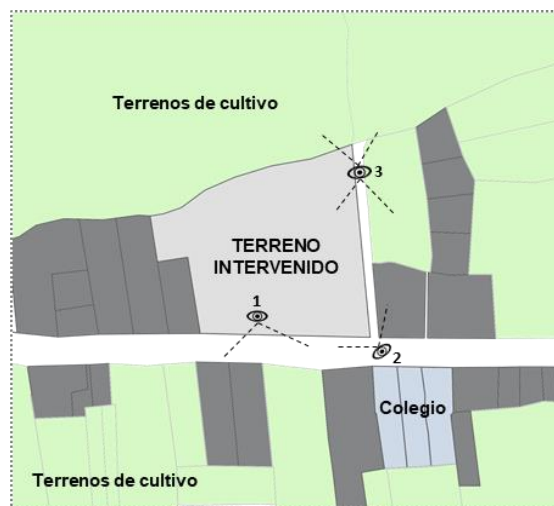 Terrenos de cultivo
3
TERRENO
INTERVENIDO
1
2
Colegio
Terrenos de cultivo